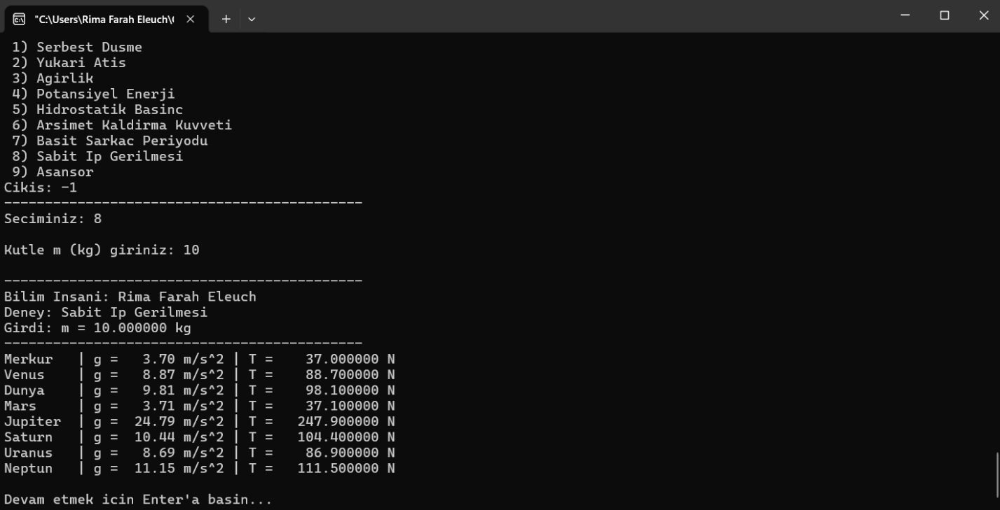 "C:\Users\Rima Farah Eleuch\
1) Serbest Dusme
2) Yukari Atis
3) Agirlik
4) Potansiyel Enerji
5) Hidrostatik Basinc
6) Arsimet Kaldirma Kuvveti
7) Basit Sarkac Periyodu
8) Sabit Ip Gerilmesi
9) Asansor
Cikis: -1
--------------------------------------------
Seciminiz: 8
Kutle m (kg) giriniz: 10
--------------------------------------------
Bilim Insani: Rima Farah Eleuch
Deney: Sabit Ip Gerilmesi
Girdi: m = 10.000000 kg
--------------------------------------------
Merkur   | g =   3.70 m/s^2 | T =    37.000000 N
Venus    | g =   8.87 m/s^2 | T =    88.700000 N
Dunya    | g =   9.81 m/s^2 | T =    98.100000 N
Mars     | g =   3.71 m/s^2 | T =    37.100000 N
Jupiter  | g =  24.79 m/s^2 | T =   247.900000 N
Saturn   | g =  10.44 m/s^2 | T =   104.400000 N
Uranus   | g =   8.69 m/s^2 | T =    86.900000 N
Neptun   | g =  11.15 m/s^2 | T =   111.500000 N
Devam etmek icin Enter'a basin...